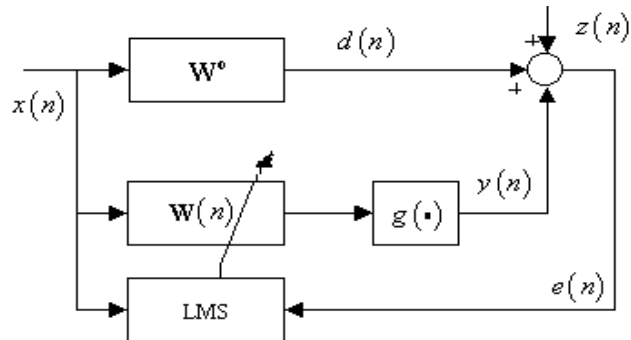 d(n)
+
z(n)
W°
+
x(n)
y(n)
W(n)
g(▪)
e(n)
LMS